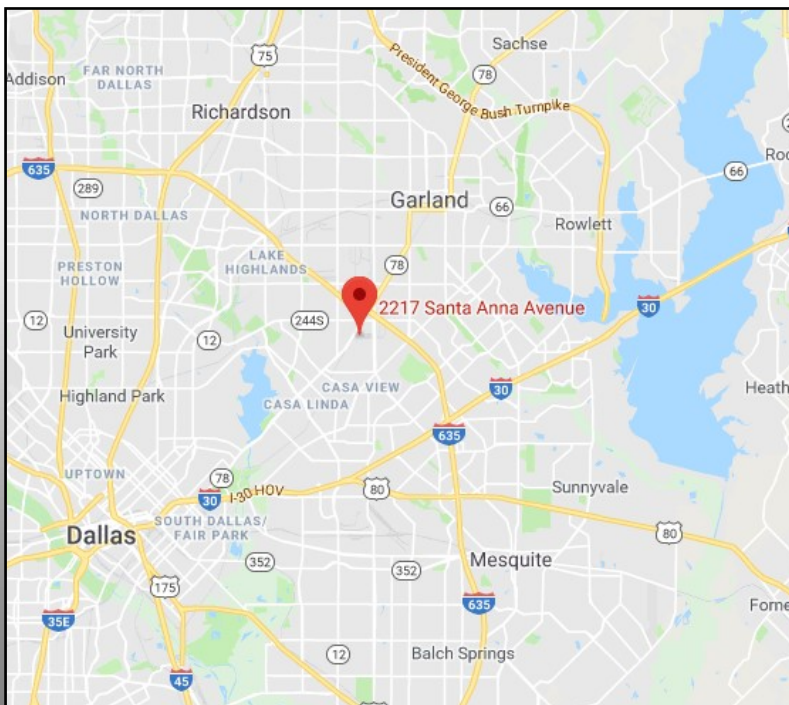 Sachse
75
Addison
FAR NORTH
DALLAS
78
President George Bush Turnpike
Richardson
635
66
289
Garland
66
NORTH DALLAS
Rowlett
LAKE
HIGHLANDS
78
PRESTON
HOLLOW
30
2217 Santa Anna Avenue
12
244S
University
Park
12
CASA VIEW
30
Heath
Highland Park
CASA LINDA
635
UPTOWN
78
I-30 HOV
80
Sunnyvale
30
SOUTH DALLAS/
FAIR PARK
Dallas
80
352
352
Mesquite
175
635
35E
12
Balch Springs
45